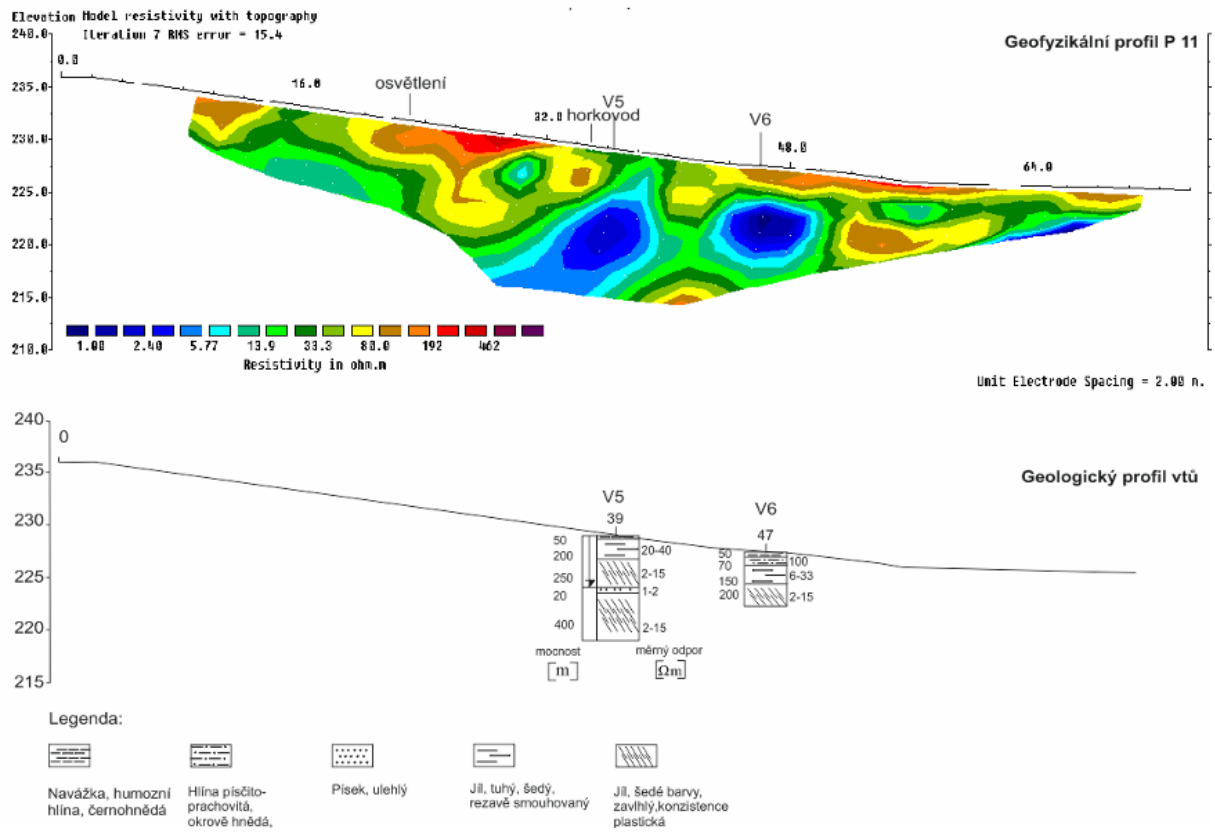 Elevation Model resistivity with topography
Iteration 7 RMS error = 15.4
Geofyzikální profil P 11
240.0
0.0
235.0
16.0
osvětlení
V5
230.0
32.0 horkovod
V6
48.0
225.0
64.0
220.0
215.0
210.0
1.00 2.40 5.77 13.9 33.3 80.0 192 462
Resistivity in ohm.m
Unit Electrode Spacing = 2.00 m.
240
0
235
Geologický profil vtů
V5
V6
39
47
230
50
200 20-40
250 2-15
20 1-2
400 2-15
50
70 100
150 6-33
200 2-15
225
220
mocnost měrný odpor
[m] [Ωm]
215
Legenda:
Navážka, humozní
hlína, černohnědá
Hlína písčito-
prachovitá,
okrově hnědá,
Písek, ulehlý
Jíl, tuhý, šedý,
rezavě smouhovaný
Jíl, šedé barvy,
zavlhlý,konzistence
plastická